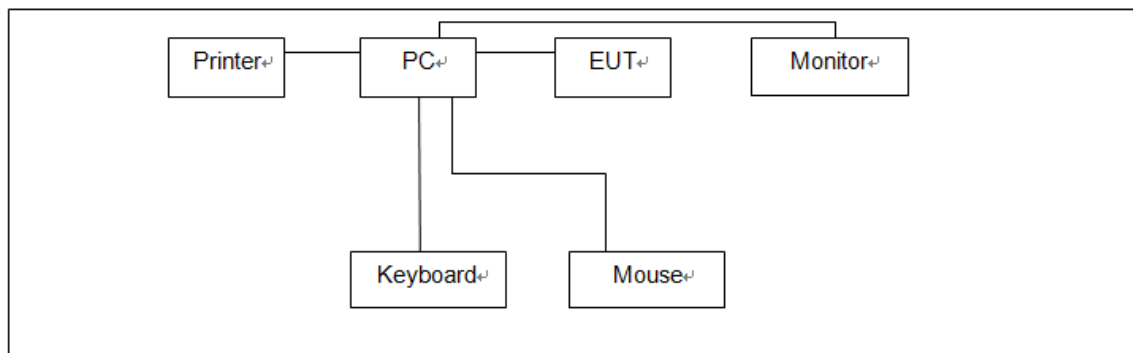 Printer↵
PC↵
EUT↵
Monitor↵
Keyboard↵
Mouse↵